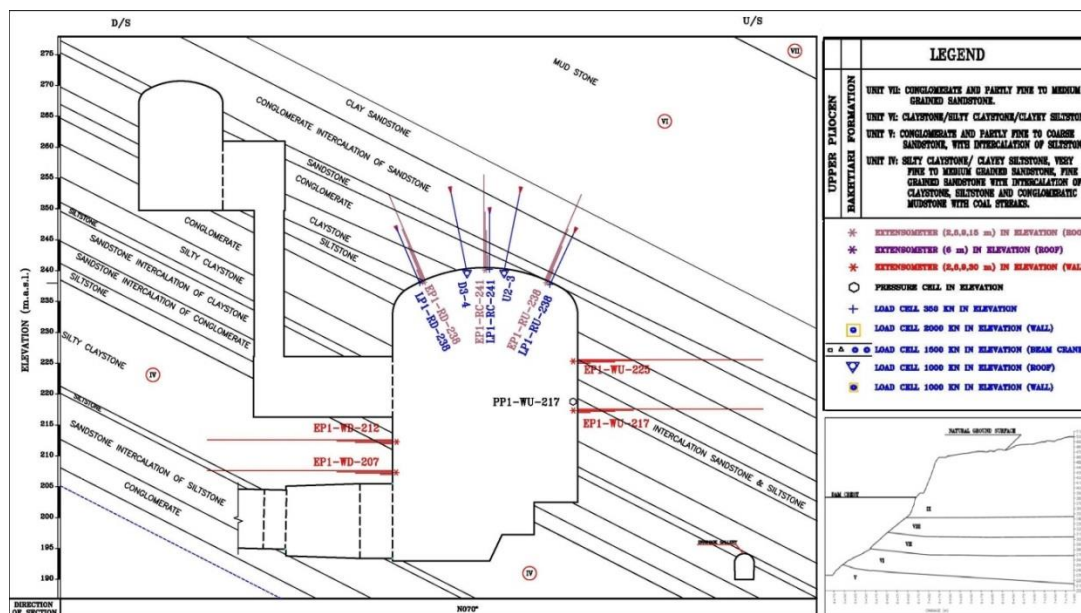 D/S
U/S
275
270
265
260
255
250
245
240
235
230
225
220
215
210
205
200
195
190
ELEVATION (m.a.s.l.)
VII
MUD STONE
CLAY SANDSTONE
VI
CONGLOMERATE INTERCALATION OF SANDSTONE
SANDSTONE
CONGLOMERATE
CLAYSTONE
SILTSTONE
CONGLOMERATE
SILTY CLAYSTONE
SILTSTONE
SANDSTONE INTERCALATION OF CLAYSTONE
SANDSTONE INTERCALATION OF CONGLOMERATE
SILTSTONE
SILTY CLAYSTONE
IV
SILTSTONE
SANDSTONE INTERCALATION OF SILTSTONE
CONGLOMERATE
EP1-RD-238
LP1-RD-238
D3-4
EP1-RC-241
LP1-RC-241
U2-3
EP1-RU-238
LP1-RU-238
EP1-WU-225
PP1-WU-217
EP1-WU-217
EP1-WD-212
EP1-WD-207
INTERCALATION SANDSTONE & SILTSTONE
IV
DIRECTION
OF SECTION
N070°
LEGEND
UPPER PLIOCEN
BAKHTIARI FORMATION
UNIT VII: CONGLOMERATE AND PARTLY FINE TO MEDIUM
GRAINED SANDSTONE.
UNIT VI: CLAYSTONE/SILTY CLAYSTONE/CLAYEY SILTSTON
UNIT V: CONGLOMERATE AND PARTLY FINE TO COARSE
SANDSTONE, WITH INTERCALATION OF SILTSTON
UNIT IV: SILTY CLAYSTONE/ CLAYEY SILTSTONE, VERY
FINE TO MEDIUM GRAINED SANDSTONE, FINE
GRAINED SANDSTONE WITH INTERCALATION OF
CLAYSTONE, SILTSTONE AND CONGLOMERATIC
MUDSTONE WITH COAL STREAKS.
EXTENSOMETER (2,5,9,15 m) IN ELEVATION (ROO
EXTENSOMETER (6 m) IN ELEVATION (ROOF)
EXTENSOMETER (2,5,9,30 m) IN ELEVATION (WAL
PRESSURE CELL IN ELEVATION
LOAD CELL 350 KN IN ELEVATION
LOAD CELL 2000 KN IN ELEVATION (WALL)
LOAD CELL 1500 KN IN ELEVATION (BEAM CRANE
LOAD CELL 1000 KN IN ELEVATION (ROOF)
LOAD CELL 1000 KN IN ELEVATION (WALL)
NATURAL GROUND SURFACE
DAM CREST
IX
VIII
VII
VI
V